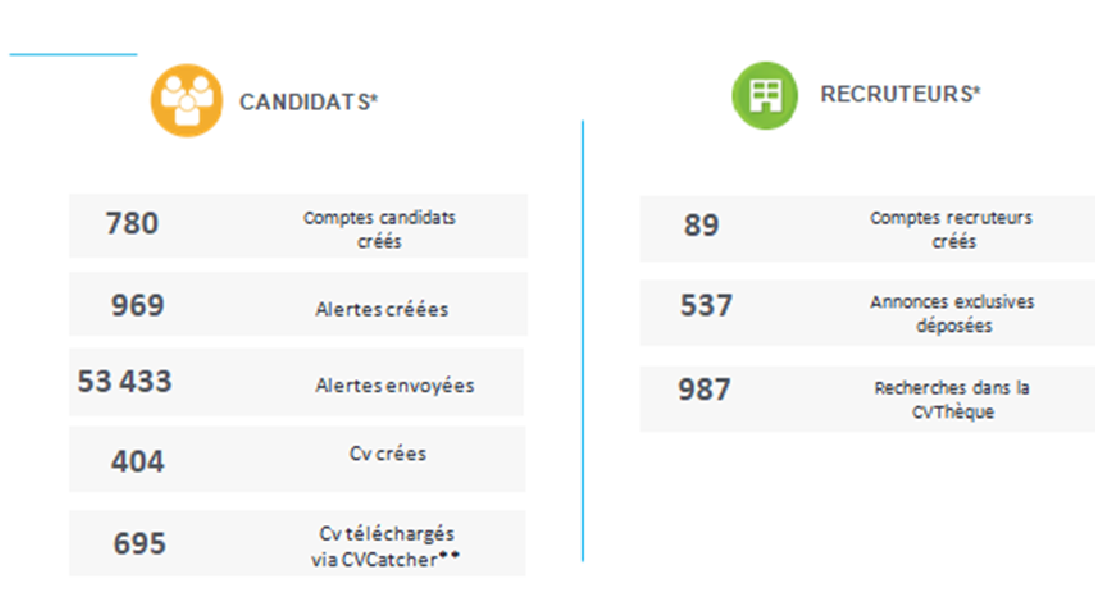 CANDIDATS*
780
Comptes candidats
créés
969
Alertes créées
53 433
Alertes envoyées
404
Cv crées
695
Cv téléchargés
via CVCatcher**
RECRUTEURS*
89
Comptes recruteurs
créés
537
Annonces exclusives
déposées
987
Recherches dans la
CVThèque